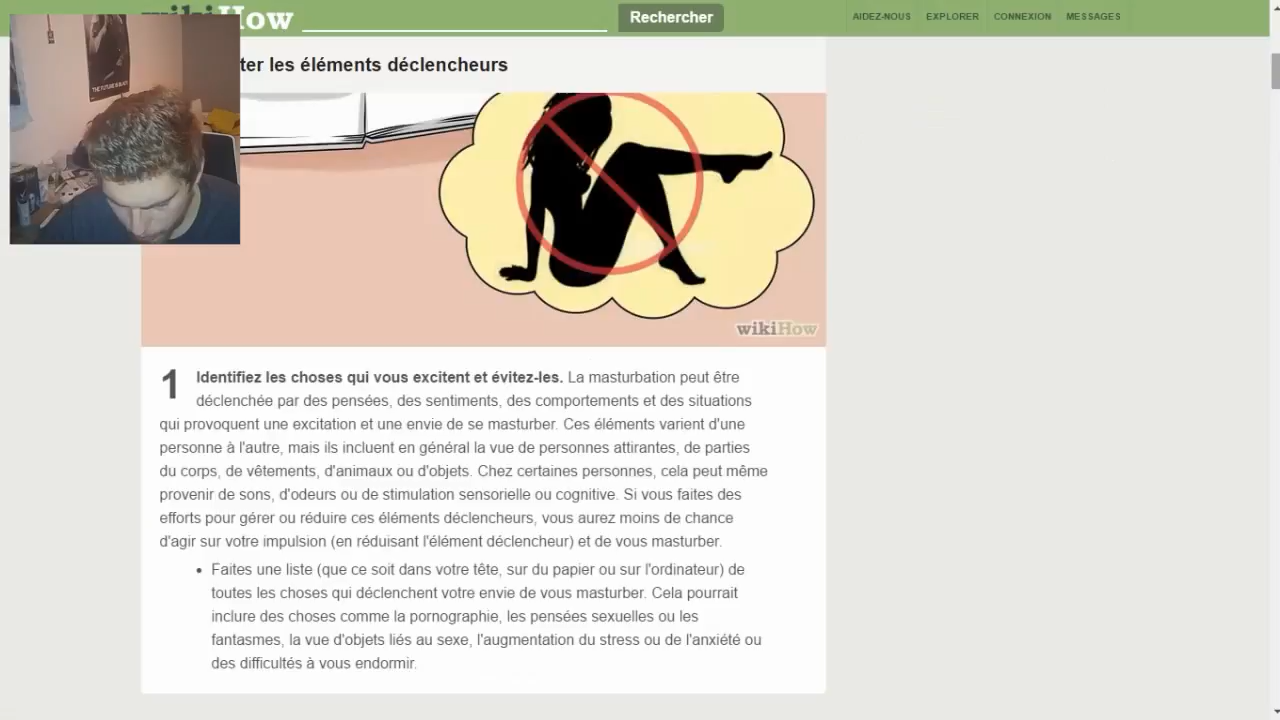 wikiHow
Rechercher
AIDEZ-NOUS EXPLORER CONNEXION MESSAGES
ter les éléments déclencheurs
THE FUTURE IS BLACK
wikiHow
1 Identifiez les choses qui vous excitent et évitez-les. La masturbation peut être
déclenchée par des pensées, des sentiments, des comportements et des situations
qui provoquent une excitation et une envie de se masturber. Ces éléments varient d'une
personne à l'autre, mais ils incluent en général la vue de personnes attirantes, de parties
du corps, de vêtements, d'animaux ou d'objets. Chez certaines personnes, cela peut même
provenir de sons, d'odeurs ou de stimulation sensorielle ou cognitive. Si vous faites des
efforts pour gérer ou réduire ces éléments déclencheurs, vous aurez moins de chance
d'agir sur votre impulsion (en réduisant l'élément déclencheur) et de vous masturber.
• Faites une liste (que ce soit dans votre tête, sur du papier ou sur l'ordinateur) de
toutes les choses qui déclenchent votre envie de vous masturber. Cela pourrait
inclure des choses comme la pornographie, les pensées sexuelles ou les
fantasmes, la vue d'objets liés au sexe, l'augmentation du stress ou de l'anxiété ou
des difficultés à vous endormir.